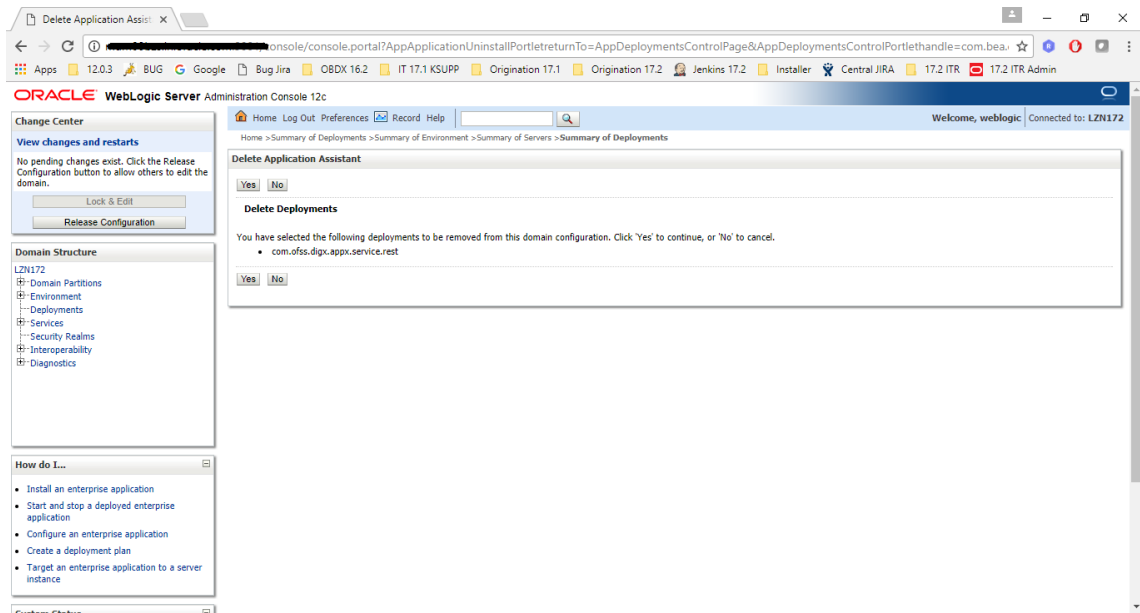 Delete Application Assist
onsole/console.portal?AppApplicationUninstallPortletreturnTo=AppDeploymentsControlPage&AppDeploymentsControlPortlethandle=com.bea.
Apps 12.0.3 BUG Google Bug Jira OBDX 16.2 IT 17.1 KSUPP Origination 17.1 Origination 17.2 Jenkins 17.2 Installer Central JIRA 17.2 ITR 17.2 ITR Admin
ORACLE WebLogic Server Administration Console 12c
Change Center
View changes and restarts
No pending changes exist. Click the Release
Configuration button to allow others to edit the
domain.
Lock & Edit
Release Configuration
Domain Structure
LZN172
Domain Partitions
Environment
Deployments
Services
Security Realms
Interoperability
Diagnostics
How do I...
Install an enterprise application
Start and stop a deployed enterprise
application
Configure an enterprise application
Create a deployment plan
Target an enterprise application to a server
instance
System Status
Home Log Out Preferences Record Help
Welcome, weblogic Connected to: LZN172
Home >Summary of Deployments >Summary of Environment >Summary of Servers >Summary of Deployments
Delete Application Assistant
Yes No
Delete Deployments
You have selected the following deployments to be removed from this domain configuration. Click 'Yes' to continue, or 'No' to cancel.
com.ofss.digx.appx.service.rest
Yes No